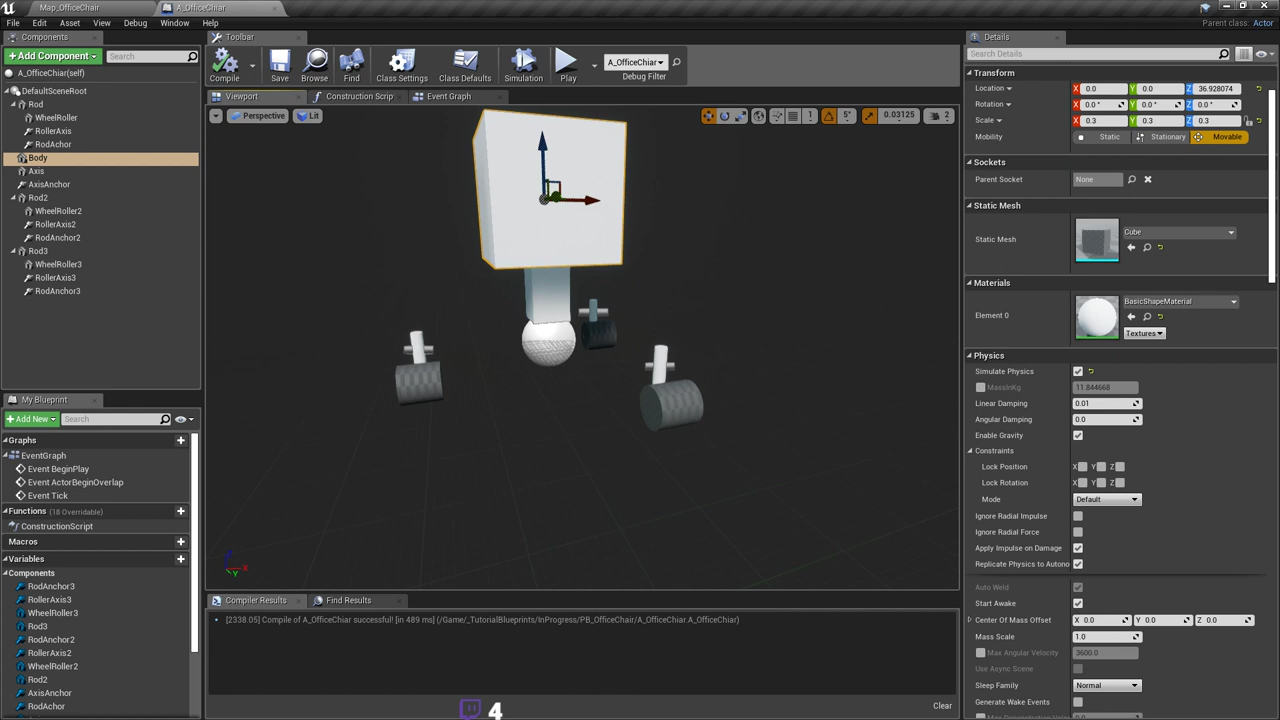 Map_OfficeChair
A_OfficeChiar
File Edit Asset View Debug Window Help
Parent class: Actor
Components
Add Component
Search
A_OfficeChiar(self)
DefaultSceneRoot
Rod
WheelRoller
RollerAxis
RodAchor
Body
Axis
AxisAnchor
Rod2
WheelRoller2
RollerAxis2
RodAnchor2
Rod3
WheelRoller3
RollerAxis3
RodAnchor3
My Blueprint
Add New
Search
Graphs
EventGraph
Event BeginPlay
Event ActorBeginOverlap
Event Tick
Functions (18 Overridable)
ConstructionScript
Macros
Variables
Components
RodAnchor3
RollerAxis3
WheelRoller3
Rod3
RodAnchor2
RollerAxis2
WheelRoller2
Rod2
AxisAnchor
RodAchor
Toolbar
Compile
Save
Browse
Find
Class Settings
Class Defaults
Simulation
Play
A_OfficeChiar
Debug Filter
Viewport
Construction Scrip
Event Graph
Perspective
Lit
1
5°
0.03125
2
X
Y
Compiler Results
Find Results
[2338.05] Compile of A_OfficeChiar successful! [in 489 ms] (/Game/_TutorialBlueprints/InProgress/PB_OfficeChair/A_OfficeChiar.A_OfficeChiar)
4
Clear
Details
Search Details
Transform
Location X 0.0 Y 0.0 Z 36.928074
Rotation X 0.0 ° Y 0.0 ° Z 0.0 °
Scale X 0.3 Y 0.3 Z 0.3
Mobility Static Stationary Movable
Sockets
Parent Socket None
Static Mesh
Static Mesh Cube
Materials
Element 0 BasicShapeMaterial
Textures
Physics
Simulate Physics
MassInKg 11.844668
Linear Damping 0.01
Angular Damping 0.0
Enable Gravity
Constraints
Lock Position X Y Z
Lock Rotation X Y Z
Mode Default
Ignore Radial Impulse
Ignore Radial Force
Apply Impulse on Damage
Replicate Physics to Autono
Auto Weld
Start Awake
Center Of Mass Offset X 0.0 Y 0.0 Z 0.0
Mass Scale 1.0
Max Angular Velocity 3600.0
Use Async Scene
Sleep Family Normal
Generate Wake Events